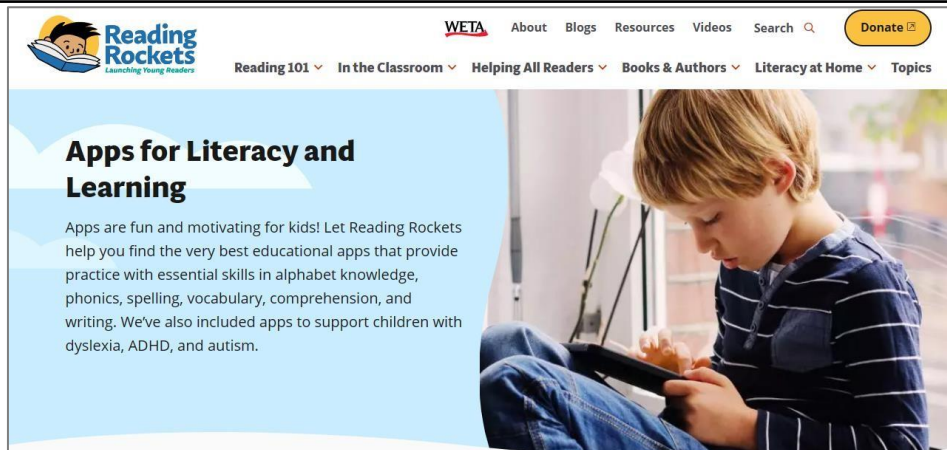 Reading
Rockets
Launching Young Readers
WETA About Blogs Resources Videos Search Donate
Reading 101 In the Classroom Helping All Readers Books & Authors Literacy at Home Topics
Apps for Literacy and
Learning
Apps are fun and motivating for kids! Let Reading Rockets
help you find the very best educational apps that provide
practice with essential skills in alphabet knowledge,
phonics, spelling, vocabulary, comprehension, and
writing. We’ve also included apps to support children with
dyslexia, ADHD, and autism.